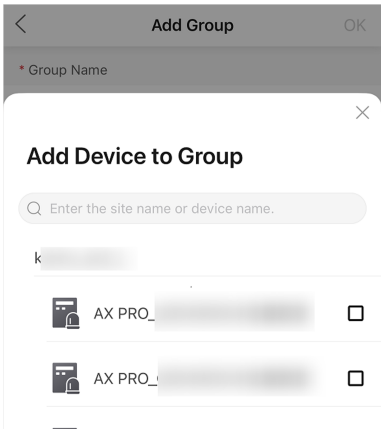 Add Group
OK
* Group Name
Add Device to Group
Enter the site name or device name.
k
AX PRO_
AX PRO_